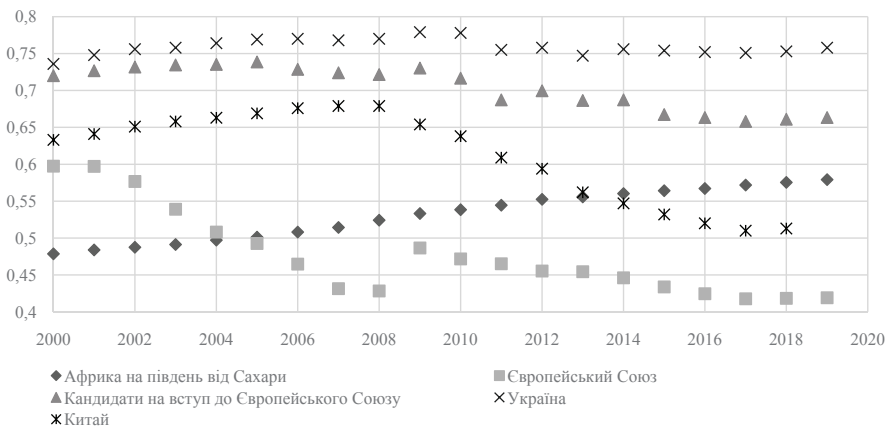 0,8
0,75
0,7
0,65
0,6
0,55
0,5
0,45
0,4
2000 2002 2004 2006 2008 2010 2012 2014 2016 2018 2020
Африка на південь від Сахари Європейський Союз
Кандидати на вступ до Європейського Союзу Україна
Китай